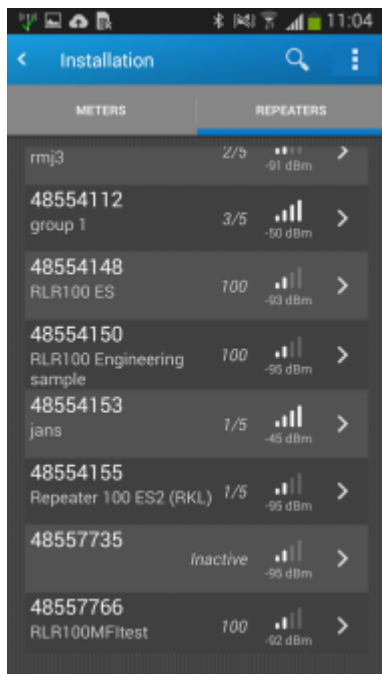 11:04
Installation
METERS REPEATERS
rmj3 2/5 -91 dBm
48554112
group 1 3/5 -50 dBm
48554148
RLR100 ES 100 -93 dBm
48554150
RLR100 Engineering
sample 100 -95 dBm
48554153
jans 1/5 -45 dBm
48554155
Repeater 100 ES2 (RKL) 1/5 -95 dBm
48557735
Inactive -95 dBm
48557766
RLR100MFItest 100 -92 dBm